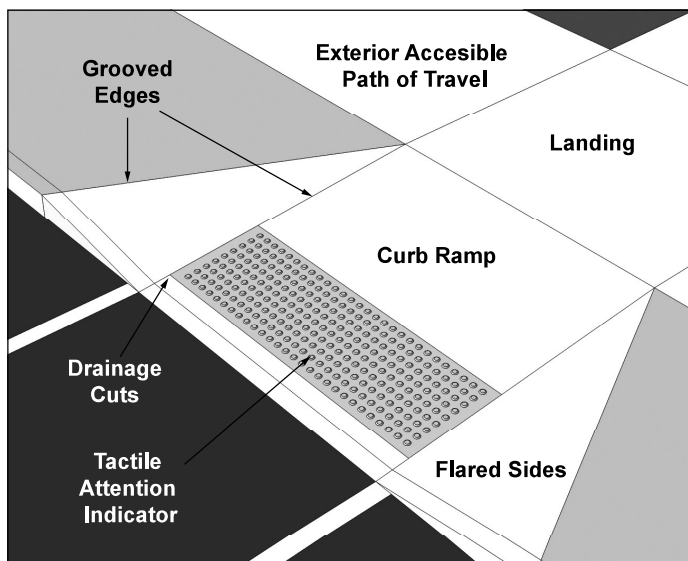 Exterior Accesible
Path of Travel
Grooved
Edges
Landing
Curb Ramp
Drainage
Cuts
Tactile
Attention
Indicator
Flared Sides